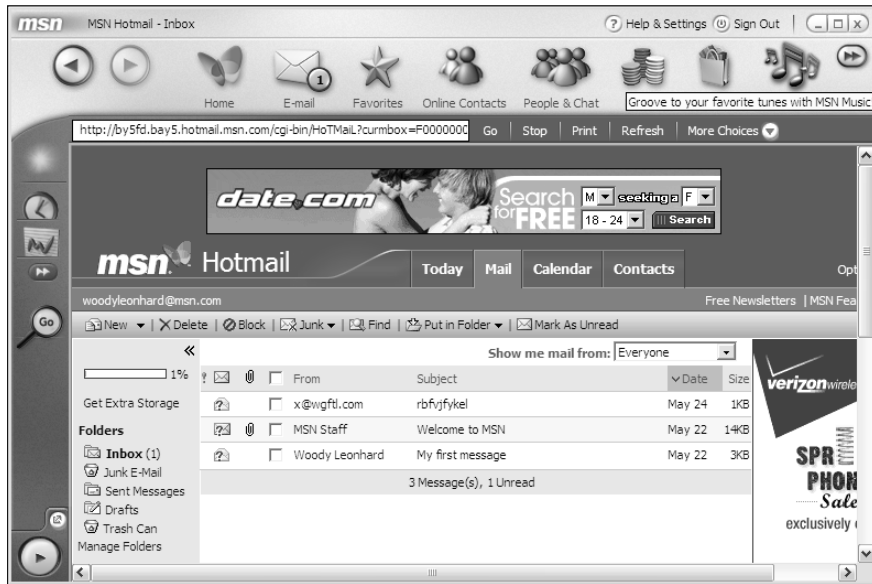 msn MSN Hotmail - Inbox ? Help & Settings Sign Out
1
Home E-mail Favorites Online Contacts People & Chat Groove to your favorite tunes with MSN Music
http://by5fd.bay5.hotmail.msn.com/cgi-bin/HoTMaiL?curmbox=F0000000 Go Stop Print Refresh More Choices
date.com Search for FREE M seeking a F
18 - 24 Search
msn Hotmail Today Mail Calendar Contacts Opt
woodyleonhard@msn.com Free Newsletters | MSN Fea
Go New | Delete | Block | Junk | Find | Put in Folder | Mark As Unread
« Show me mail from: Everyone
1% ! From Subject Date Size
Get Extra Storage x@wgftl.com rbfvjfykel May 24 1KB
Folders MSN Staff Welcome to MSN May 22 14KB
Inbox (1) Woody Leonhard My first message May 22 3KB
Junk E-Mail 3 Message(s), 1 Unread
Sent Messages
Drafts
Trash Can
Manage Folders
verizon wirele
SPR
PHON
Sale
exclusively